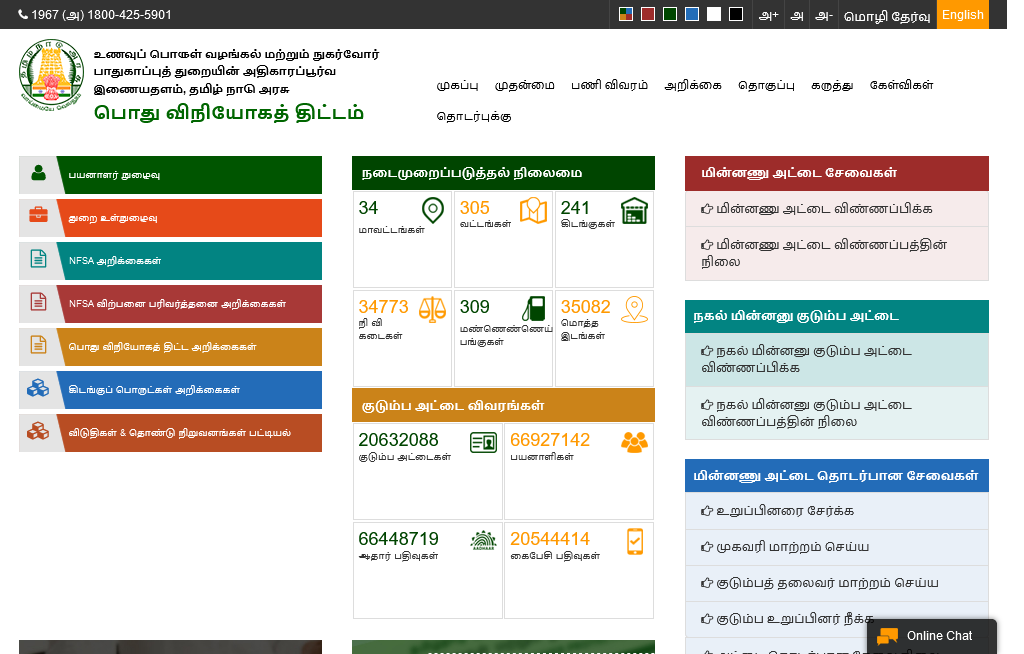 1967 (அ) 1800-425-5901
அ+ அ அ- மொழி தேர்வு English
உணவுப் பொருள் வழங்கல் மற்றும் நுகர்வோர்
பாதுகாப்புத் துறையின் அதிகாரப்பூர்வ
இணையதளம், தமிழ் நாடு அரசு
பொது விநியோகத் திட்டம்
முகப்பு முதன்மை பணி விவரம் அறிக்கை தொகுப்பு கருத்து கேள்விகள்
தொடர்புக்கு
பயனாளர் நுழைவு
துறை உள்நுழைவு
NFSA அறிக்கைகள்
NFSA விற்பனை பரிவர்த்தனை அறிக்கைகள்
பொது விநியோகத் திட்ட அறிக்கைகள்
கிடங்குப் பொருட்கள் அறிக்கைகள்
விடுதிகள் & தொண்டு நிறுவனங்கள் பட்டியல்
நடைமுறைப்படுத்தல் நிலைமை
34
மாவட்டங்கள்
305
வட்டங்கள்
241
கிடங்குகள்
34773
நி வி
கடைகள்
309
மண்ணெண்ணெய்
பங்குகள்
35082
மொத்த
இடங்கள்
குடும்ப அட்டை விவரங்கள்
20632088
குடும்ப அட்டைகள்
66927142
பயனாளிகள்
66448719
ஆதார் பதிவுகள்
AADHAAR
20544414
கைபேசி பதிவுகள்
மின்னணு அட்டை சேவைகள்
மின்னணு அட்டை விண்ணப்பிக்க
மின்னணு அட்டை விண்ணப்பத்தின்
நிலை
நகல் மின்னனு குடும்ப அட்டை
நகல் மின்னனு குடும்ப அட்டை
விண்ணப்பிக்க
நகல் மின்னனு குடும்ப அட்டை
விண்ணப்பத்தின் நிலை
மின்னணு அட்டை தொடர்பான சேவைகள்
உறுப்பினரை சேர்க்க
முகவரி மாற்றம் செய்ய
குடும்பத் தலைவர் மாற்றம் செய்ய
குடும்ப உறுப்பினர் நீக்க
Online Chat